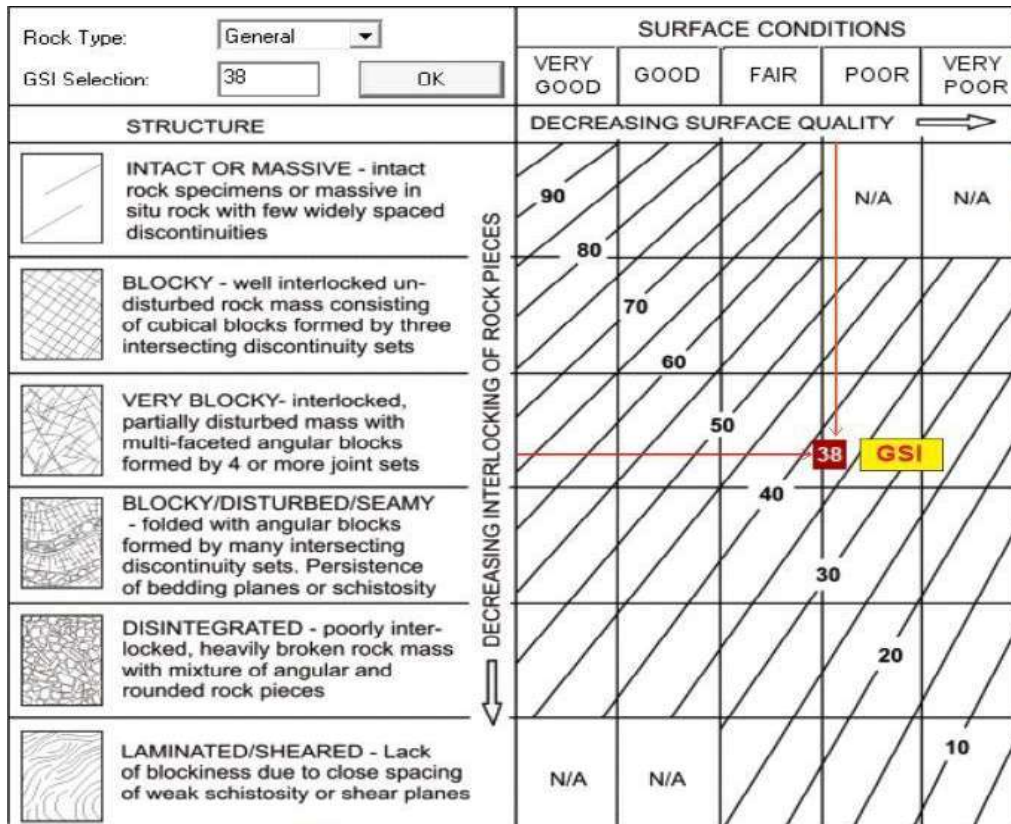 Rock Type:
General
GSI Selection:
38
OK
SURFACE CONDITIONS
VERY GOOD
GOOD
FAIR
POOR
VERY POOR
STRUCTURE
DECREASING SURFACE QUALITY
DECREASING INTERLOCKING OF ROCK PIECES
INTACT OR MASSIVE - intact
rock specimens or massive in
situ rock with few widely spaced
discontinuities
90
80
N/A
N/A
BLOCKY - well interlocked un-
disturbed rock mass consisting
of cubical blocks formed by three
intersecting discontinuity sets
70
60
VERY BLOCKY- interlocked,
partially disturbed mass with
multi-faceted angular blocks
formed by 4 or more joint sets
50
38
GSI
BLOCKY/DISTURBED/SEAMY
- folded with angular blocks
formed by many intersecting
discontinuity sets. Persistence
of bedding planes or schistosity
40
30
DISINTEGRATED - poorly inter-
locked, heavily broken rock mass
with mixture of angular and
rounded rock pieces
20
LAMINATED/SHEARED - Lack
of blockiness due to close spacing
of weak schistosity or shear planes
N/A
N/A
10